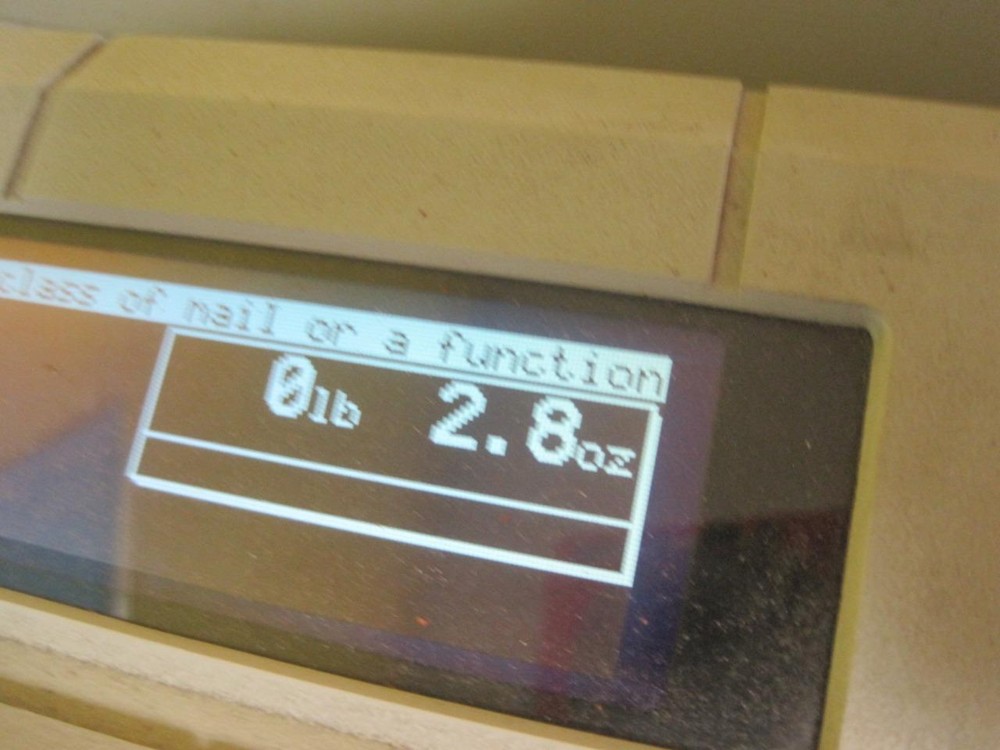 class of mail or a function
0lb 2.8oz